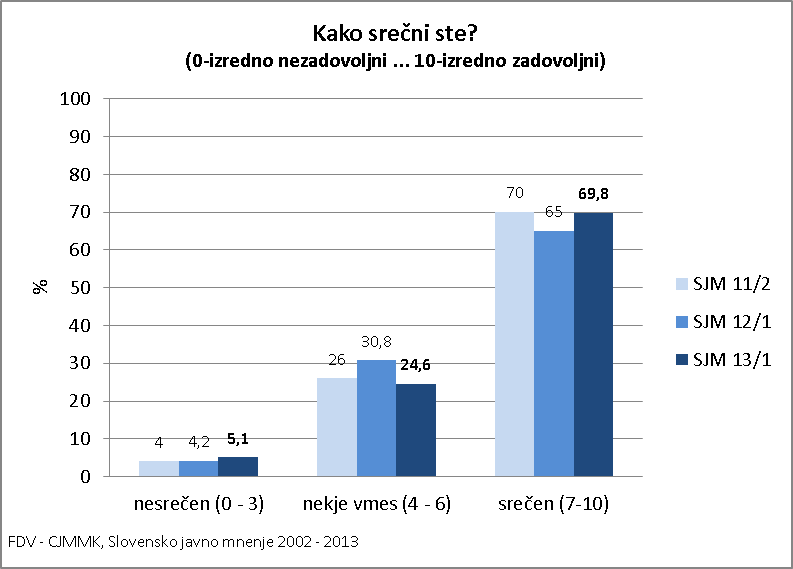 Kako srečni ste?
(0-izredno nezadovoljni ... 10-izredno zadovoljni)
100
90
80
70
60
50
40
30
20
10
0
%
4
4,2
5,1
26
30,8
24,6
70
65
69,8
nesrečen (0 - 3)
nekje vmes (4 - 6)
srečen (7-10)
SJM 11/2
SJM 12/1
SJM 13/1
FDV - CJMMK, Slovensko javno mnenje 2002 - 2013